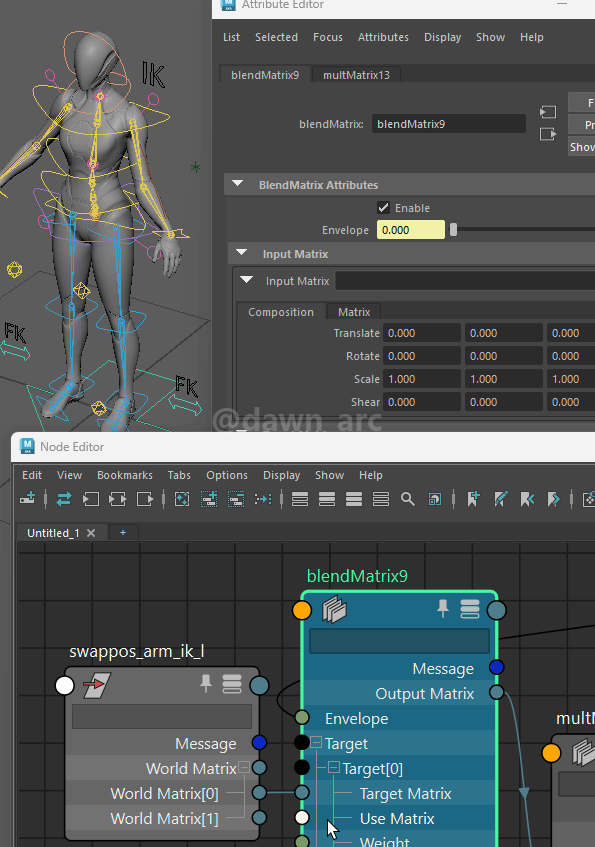 Attribute Editor
List Selected Focus Attributes Display Show Help
blendMatrix9 multMatrix13
IK
blendMatrix: blendMatrix9
Show
BlendMatrix Attributes
Enable
Envelope 0.000
Input Matrix
Input Matrix
Composition Matrix
Translate 0.000 0.000 0.000
Rotate 0.000 0.000 0.000
Scale 1.000 1.000 1.000
Shear 0.000 0.000 0.000
FK
FK
@dawn_arc
Node Editor
Edit View Bookmarks Tabs Options Display Show Help
Untitled_1 +
blendMatrix9
swappos_arm_ik_l
Message
Output Matrix
Envelope
Target
Target[0]
Target Matrix
Use Matrix
Weight
Message
World Matrix
World Matrix[0]
World Matrix[1]
multM